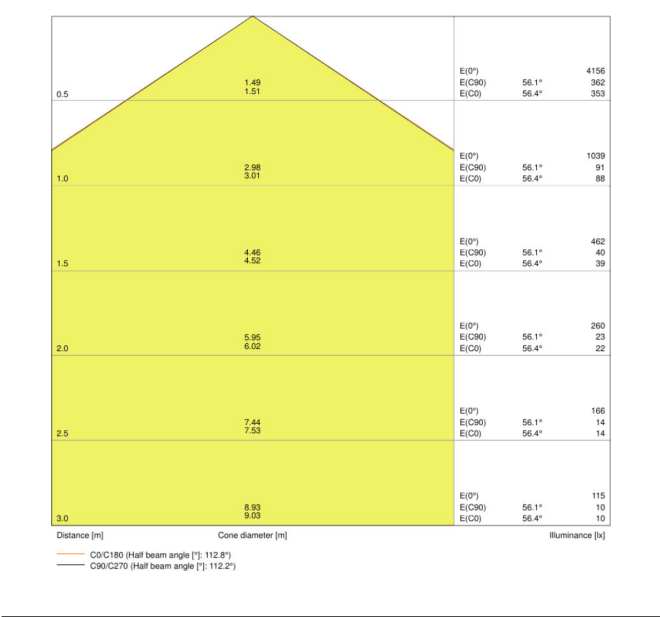 E(0°) 4156
1.49 E(C90) 56.1° 362
0.5 1.51 E(C0) 56.4° 353
E(0°) 1039
2.98 E(C90) 56.1° 91
1.0 3.01 E(C0) 56.4° 88
E(0°) 462
4.46 E(C90) 56.1° 40
1.5 4.52 E(C0) 56.4° 39
E(0°) 260
5.95 E(C90) 56.1° 23
2.0 6.02 E(C0) 56.4° 22
E(0°) 166
7.44 E(C90) 56.1° 14
2.5 7.53 E(C0) 56.4° 14
E(0°) 115
8.93 E(C90) 56.1° 10
3.0 9.03 E(C0) 56.4° 10
Distance [m] Cone diameter [m] Illuminance [lx]
C0/C180 (Half beam angle [°]: 112.8°)
C90/C270 (Half beam angle [°]: 112.2°)